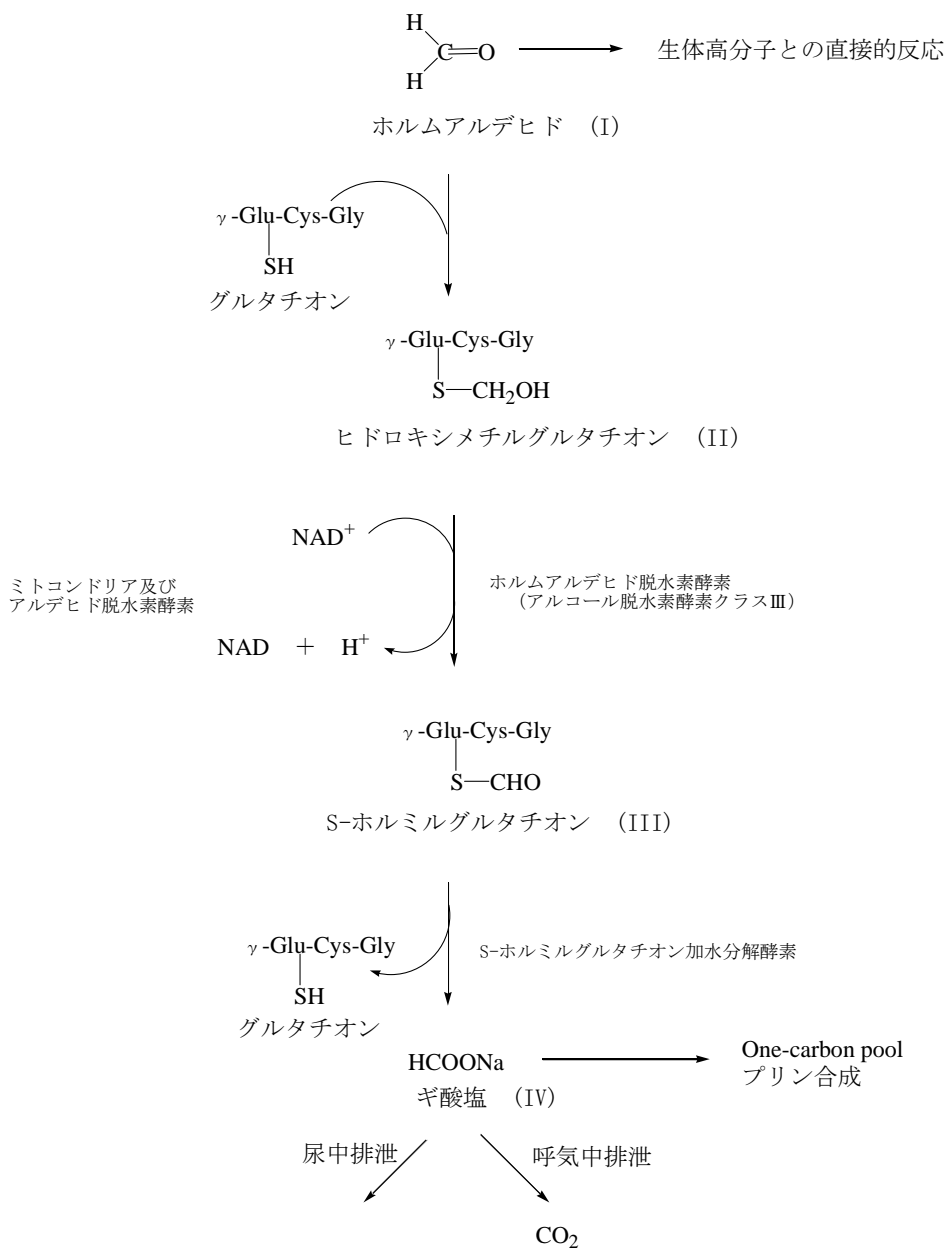 H
C=O
H
生体高分子との直接的反応
ホルムアルデヒド (I)
γ-Glu-Cys-Gly
SH
グルタチオン
γ-Glu-Cys-Gly
S—CH2OH
ヒドロキシメチルグルタチオン (II)
NAD+
ミトコンドリア及び
アルデヒド脱水素酵素
ホルムアルデヒド脱水素酵素
(アルコール脱水素酵素クラスⅢ)
NAD + H+
γ-Glu-Cys-Gly
S—CHO
S-ホルミルグルタチオン (III)
γ-Glu-Cys-Gly
SH
グルタチオン
S-ホルミルグルタチオン加水分解酵素
HCOONa
ギ酸塩 (IV)
One-carbon pool
プリン合成
尿中排泄
呼気中排泄
CO2